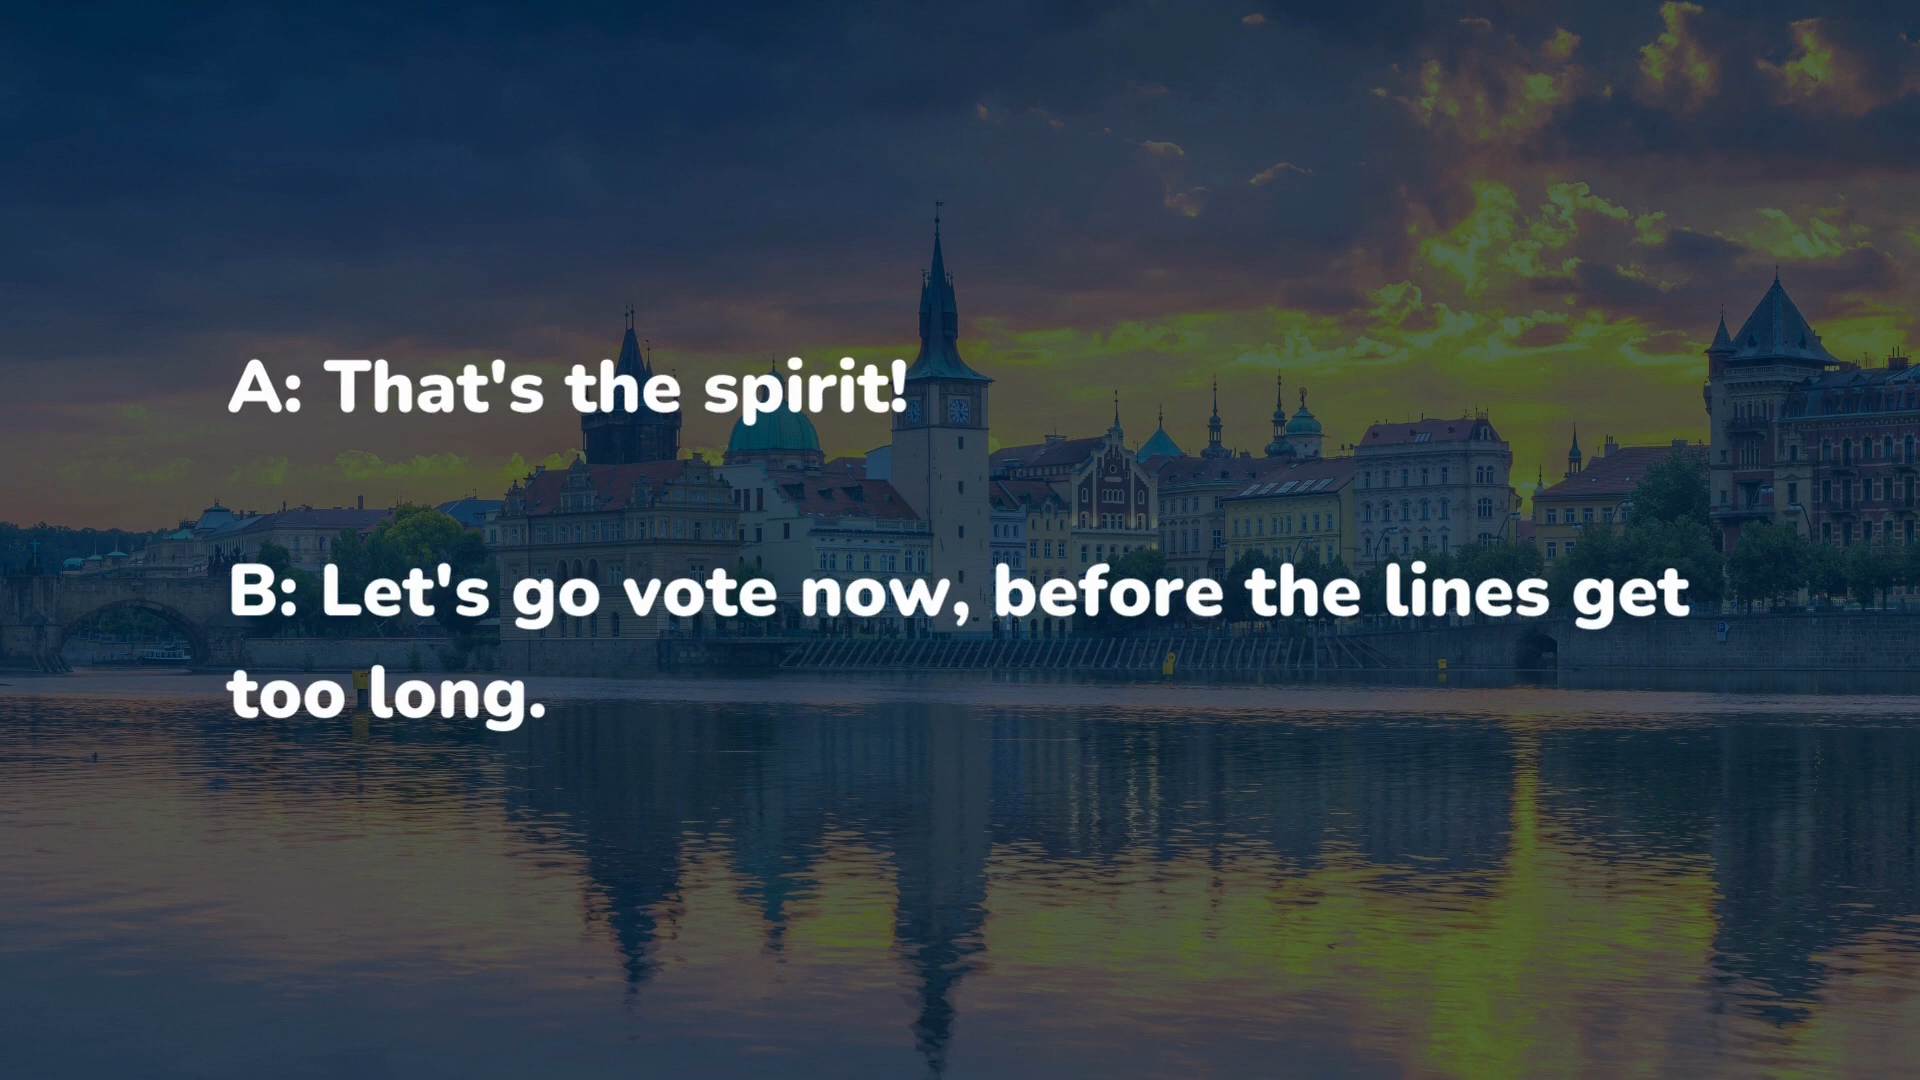 A: That's the spirit!
B: Let's go vote now, before the lines get
too long.